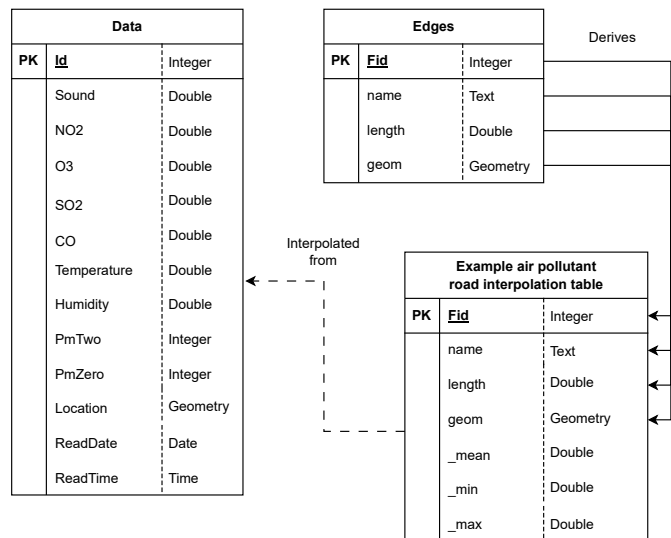 Data
PK Id Integer
Sound Double
NO2 Double
O3 Double
SO2 Double
CO Double
Temperature Double
Humidity Double
PmTwo Integer
PmZero Integer
Location Geometry
ReadDate Date
ReadTime Time
Edges
PK Fid Integer
name Text
length Double
geom Geometry
Derives
Interpolated
from
Example air pollutant
road interpolation table
PK Fid Integer
name Text
length Double
geom Geometry
_mean Double
_min Double
_max Double